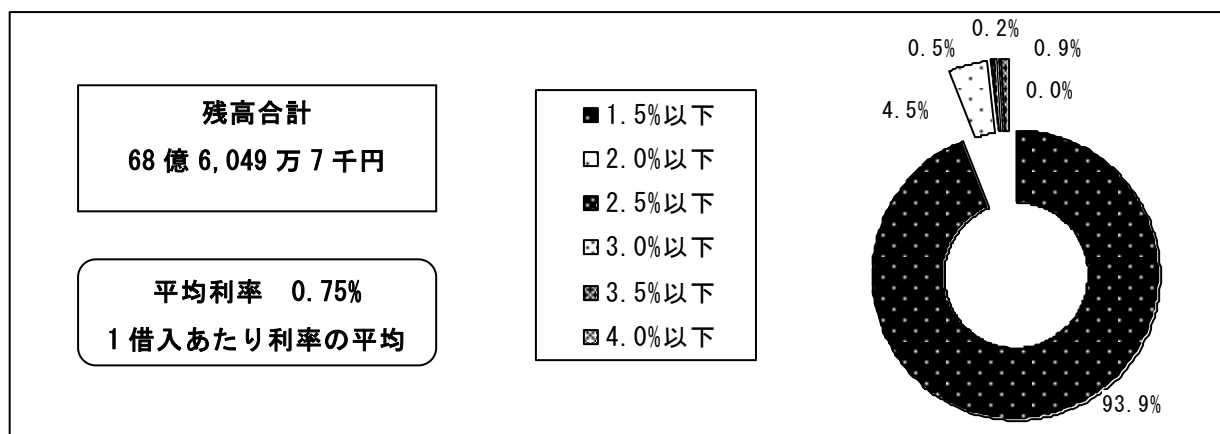 残高合計
68億6,049万7千円
平均利率 0.75%
1借入あたり利率の平均
1.5%以下
2.0%以下
2.5%以下
3.0%以下
3.5%以下
4.0%以下
0.2%
0.5%
0.9%
4.5%
0.0%
93.9%